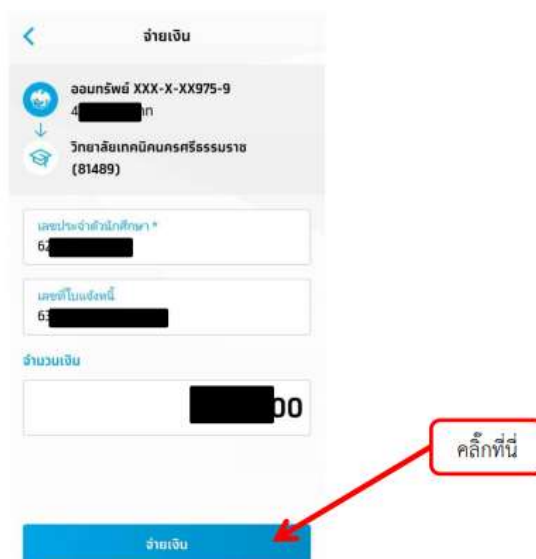 จ่ายเงิน
ออมทรัพย์ XXX-X-XX975-9
4
วิทยาลัยเทคนิคนครศรีธรรมราช
(81489)
เลขประจำตัวนักศึกษา *
62
เลขที่ใบแจ้งหนี้
63
จำนวนเงิน
00
คลิ๊กที่นี่
จ่ายเงิน